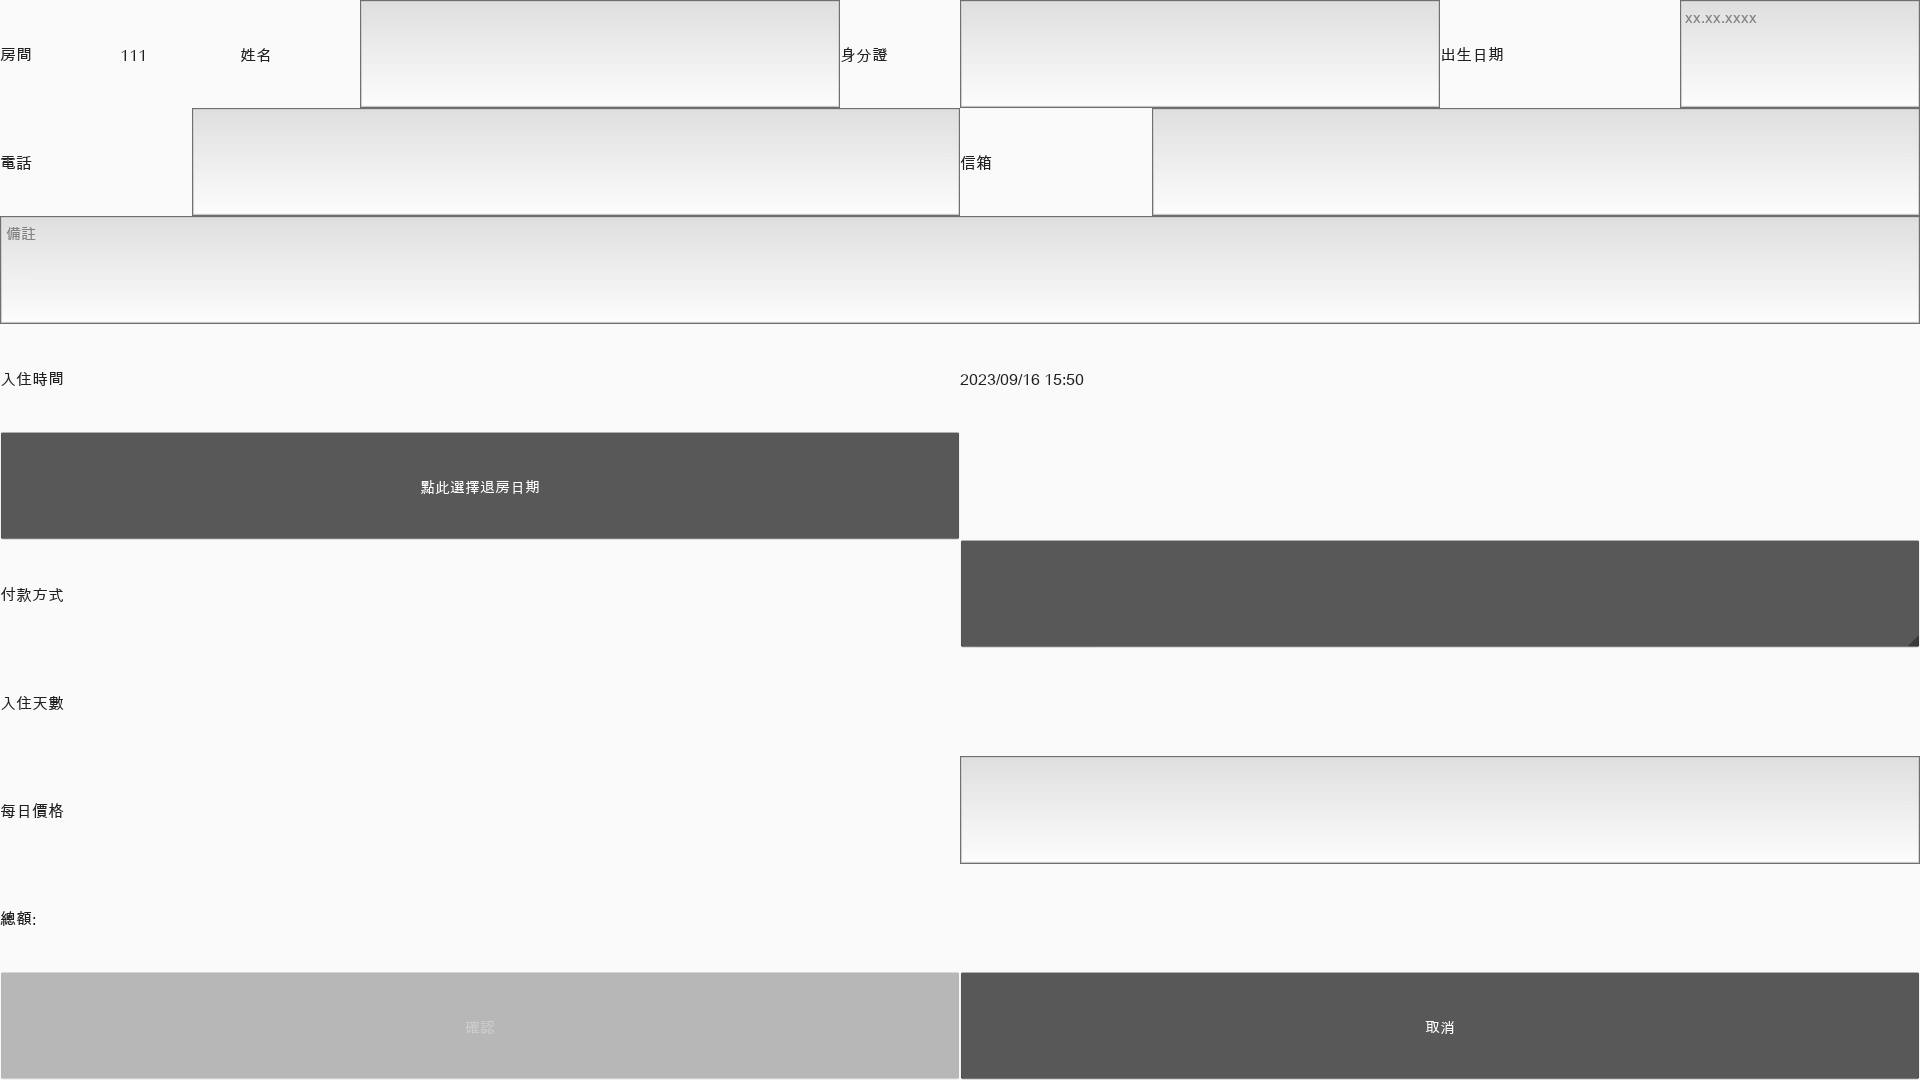 房間 111 姓名 身分證 出生日期 xx.xx.xxxx
電話 信箱
備註
入住時間 2023/09/16 15:50
點此選擇退房日期
付款方式
入住天數
每日價格
總額:
確認 取消